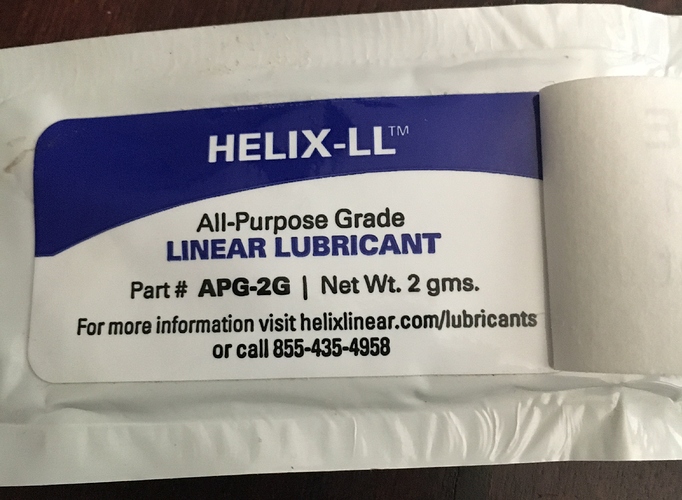 HELIX-LL™
All-Purpose Grade
LINEAR LUBRICANT
Part # APG-2G | Net Wt. 2 gms.
For more information visit helixlinear.com/lubricants
or call 855-435-4958